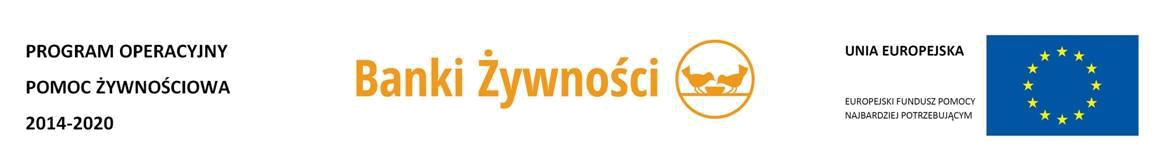 PROGRAM OPERACYJNY
POMOC ŻYWNOŚCIOWA
2014-2020
Banki Żywności
UNIA EUROPEJSKA
EUROPEJSKI FUNDUSZ POMOCY
NAJBARDZIEJ POTRZEBUJĄCYM